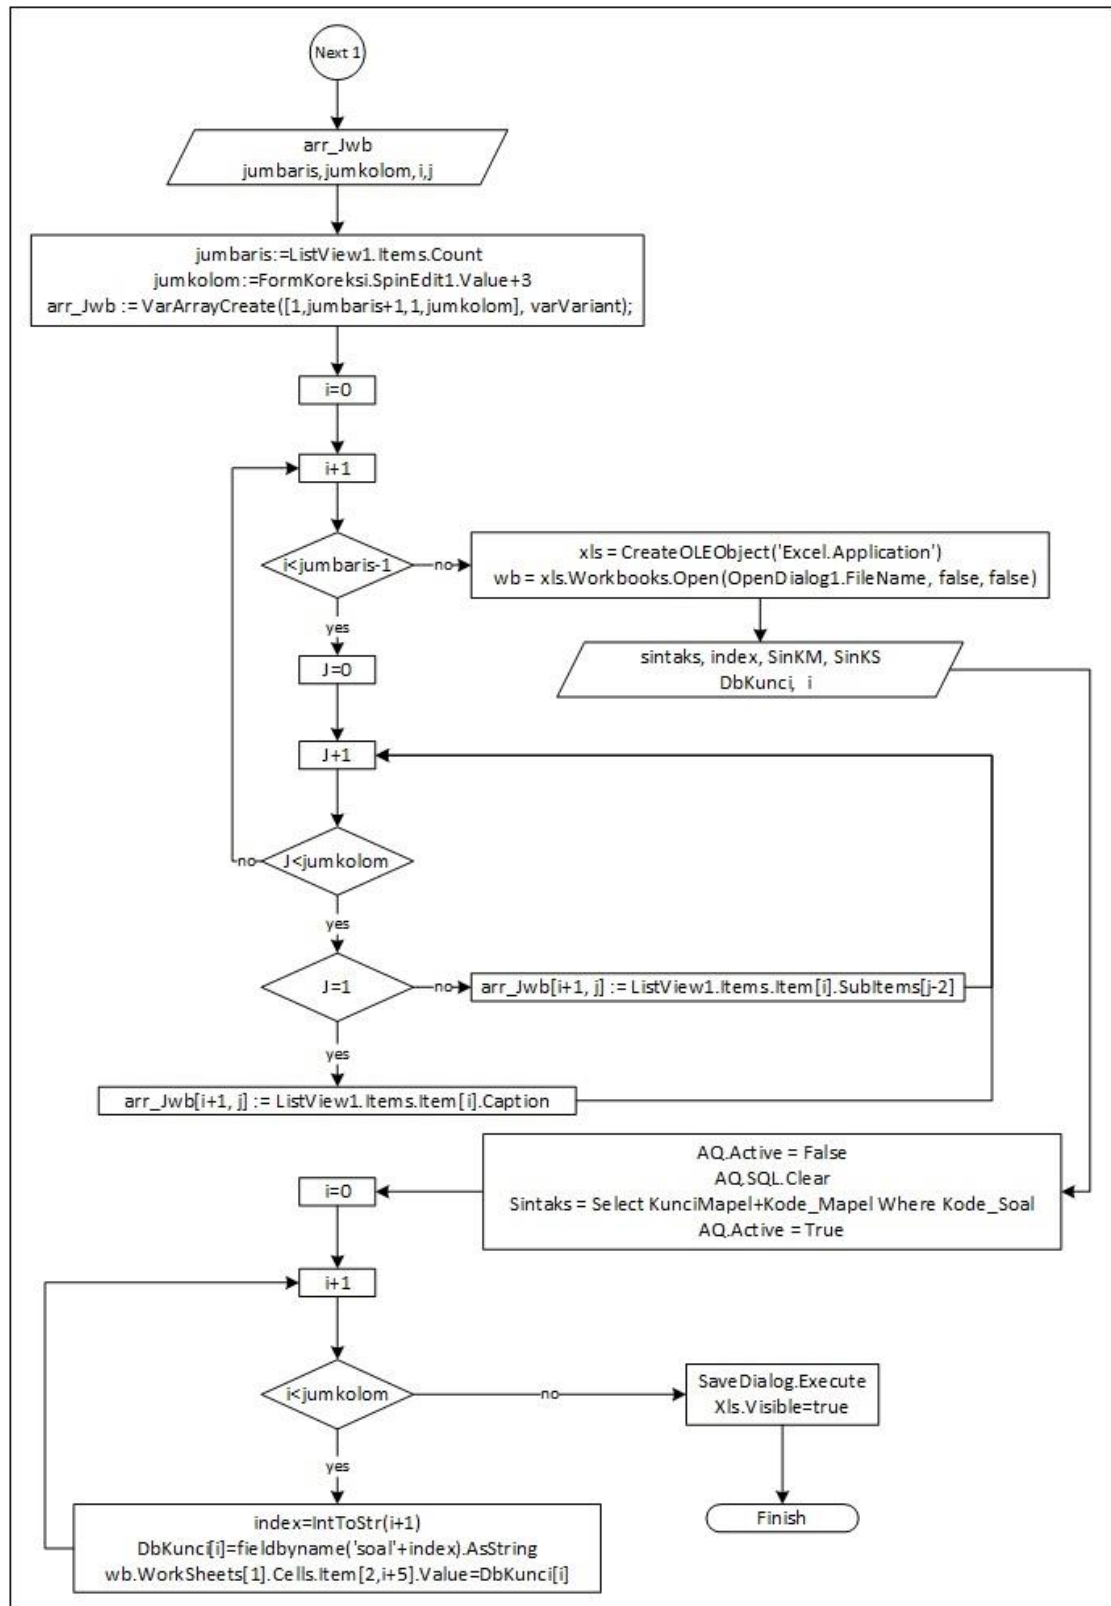 Next 1
arr_Jwb
jumbaris,jumkolom,i,j
jumbaris:=ListView1.Items.Count
jumkolom:=FormKoreksi.SpinEdit1.Value+3
arr_Jwb := VarArrayCreate([1,jumbaris+1,1,jumkolom], varVariant);
i=0
i+1
i<jumbaris-1
no
xls = CreateOLEObject('Excel.Application')
wb = xls.Workbooks.Open(OpenDialog1.FileName, false, false)
yes
sintaks, index, SinKM, SinKS
DbKunci, i
J=0
J+1
J<jumkolom
no
yes
J=1
no
arr_Jwb[i+1, j] := ListView1.Items.Item[i].SubItems[j-2]
yes
arr_Jwb[i+1, j] := ListView1.Items.Item[i].Caption
AQ.Active = False
AQ.SQL.Clear
Sintaks = Select KunciMapel+Kode_Mapel Where Kode_Soal
AQ.Active = True
i=0
i+1
i<jumkolom
no
SaveDialog.Execute
Xls.Visible=true
yes
Finish
index=IntToStr(i+1)
DbKunci[i]=fieldbyname('soal'+index).AsString
wb.WorkSheets[1].Cells.Item[2,i+5].Value=DbKunci[i]